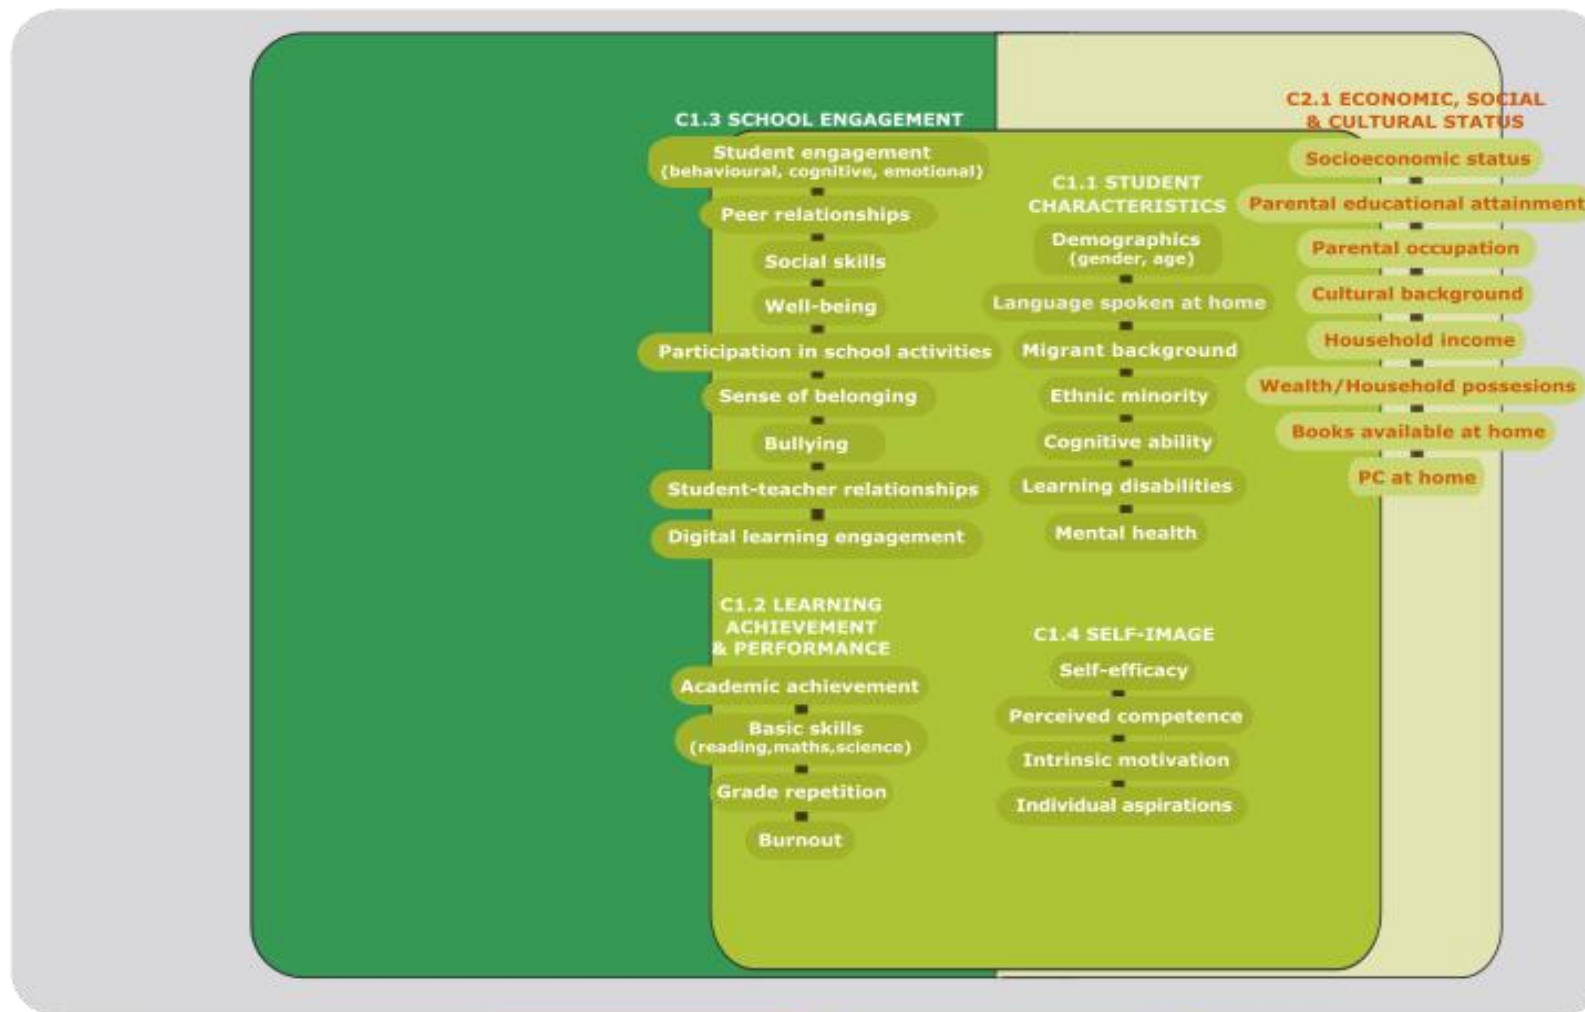 C1.3 SCHOOL ENGAGEMENT
Student engagement
(behavioural, cognitive, emotional)
Peer relationships
Social skills
Well-being
Participation in school activities
Sense of belonging
Bullying
Student-teacher relationships
Digital learning engagement
C1.2 LEARNING
ACHIEVEMENT
& PERFORMANCE
Academic achievement
Basic skills
(reading,maths,science)
Grade repetition
Burnout
C1.1 STUDENT
CHARACTERISTICS
Demographics
(gender, age)
Language spoken at home
Migrant background
Ethnic minority
Cognitive ability
Learning disabilities
Mental health
C1.4 SELF-IMAGE
Self-efficacy
Perceived competence
Intrinsic motivation
Individual aspirations
C2.1 ECONOMIC, SOCIAL
& CULTURAL STATUS
Socioeconomic status
Parental educational attainment
Parental occupation
Cultural background
Household income
Wealth/Household possesions
Books available at home
PC at home